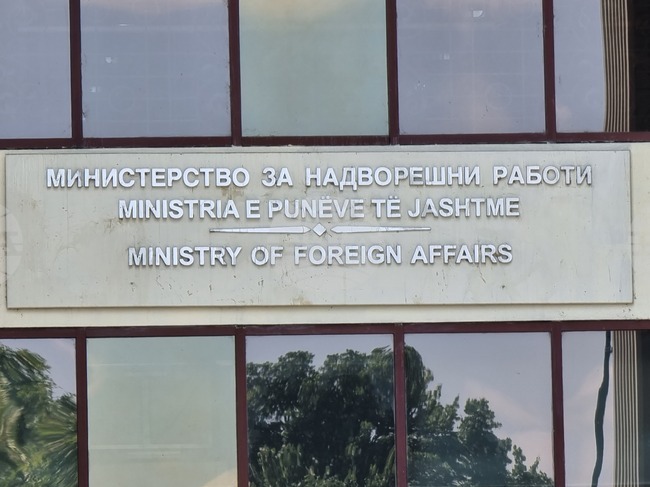 МИНИСТЕРСТВО ЗА НАДВОРЕШНИ РАБОТИ
MINISTRIA E PUNËVE TË JASHTME
MINISTRY OF FOREIGN AFFAIRS